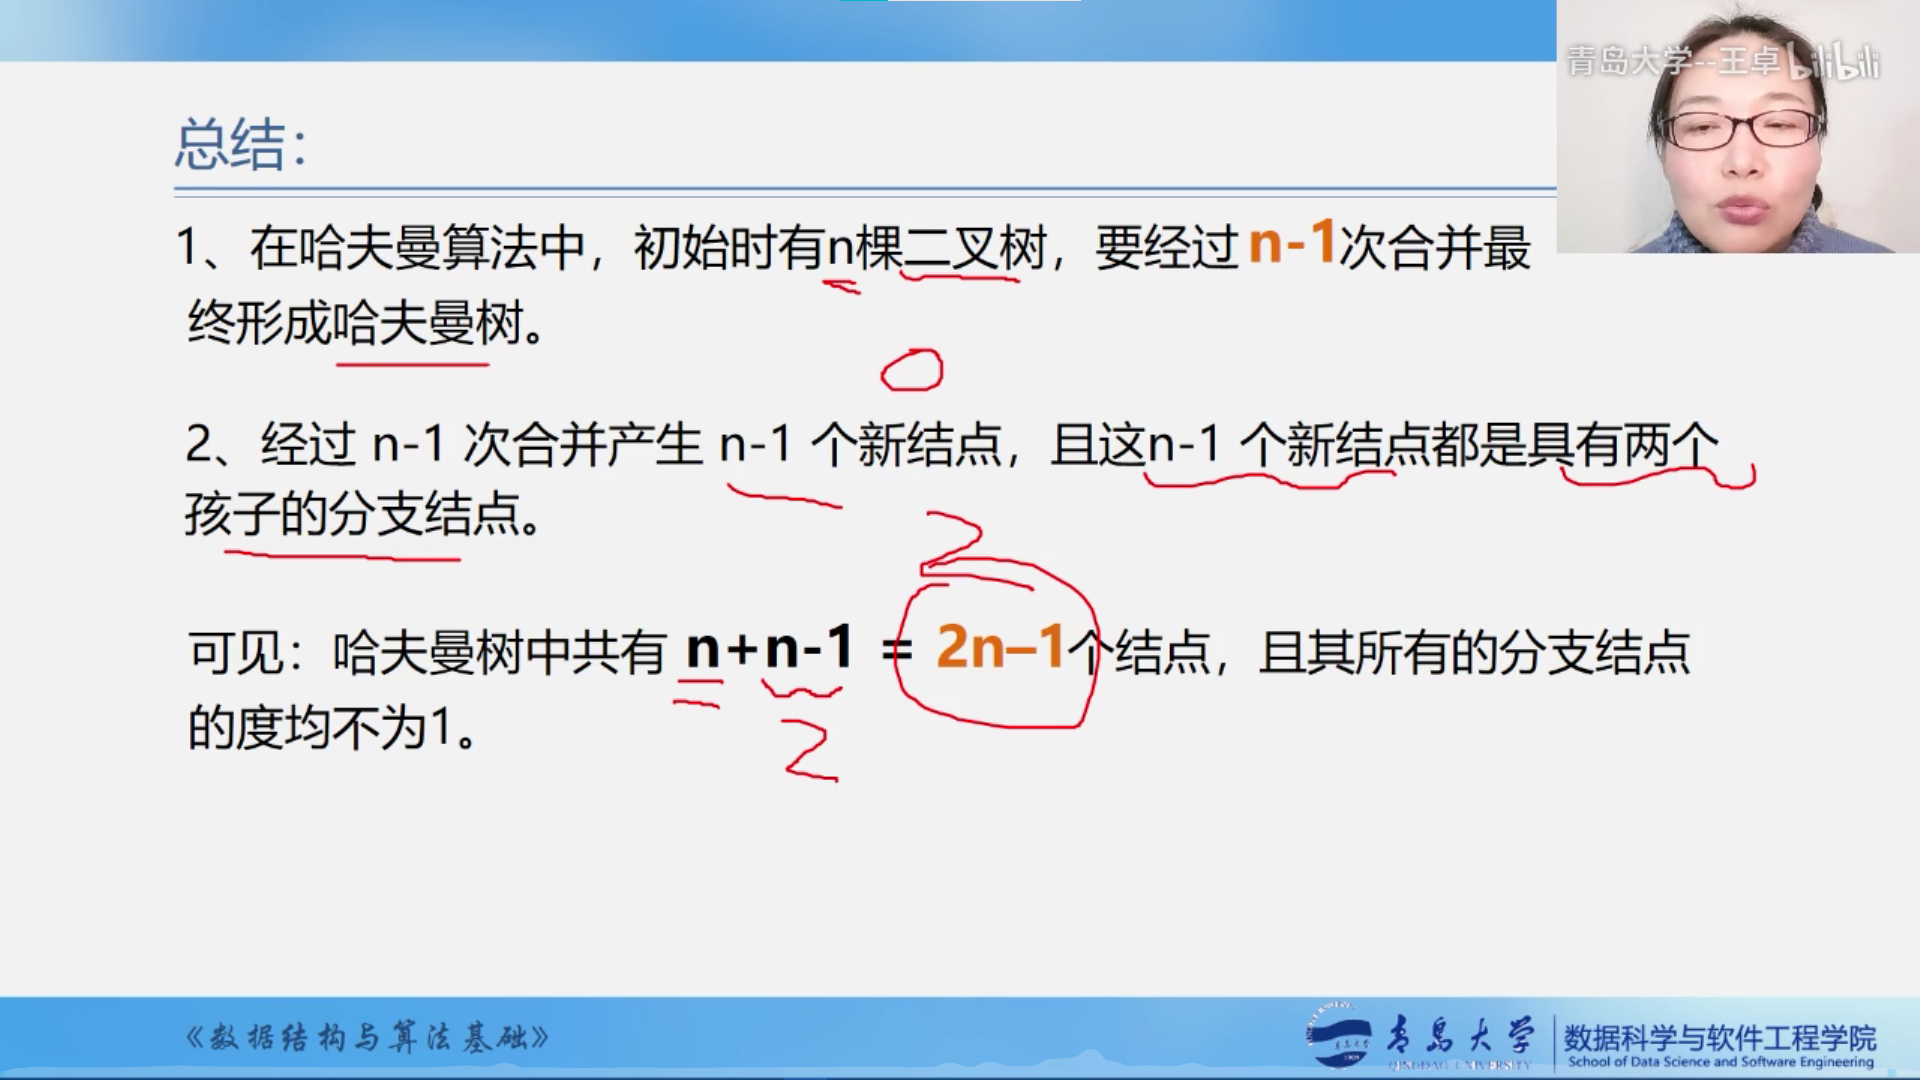 青岛大学--王卓 bilibili
总结：
1、在哈夫曼算法中，初始时有n棵二叉树，要经过n-1次合并最
终形成哈夫曼树。
0
2、经过 n-1 次合并产生 n-1 个新结点，且这n-1 个新结点都是具有两个
孩子的分支结点。
2
可见：哈夫曼树中共有 n+n-1 = 2n–1个结点，且其所有的分支结点
的度均不为1。
2
《数据结构与算法基础》
青岛大学 数据科学与软件工程学院
QINGDAO UNIVERSITY School of Data Science and Software Engineering